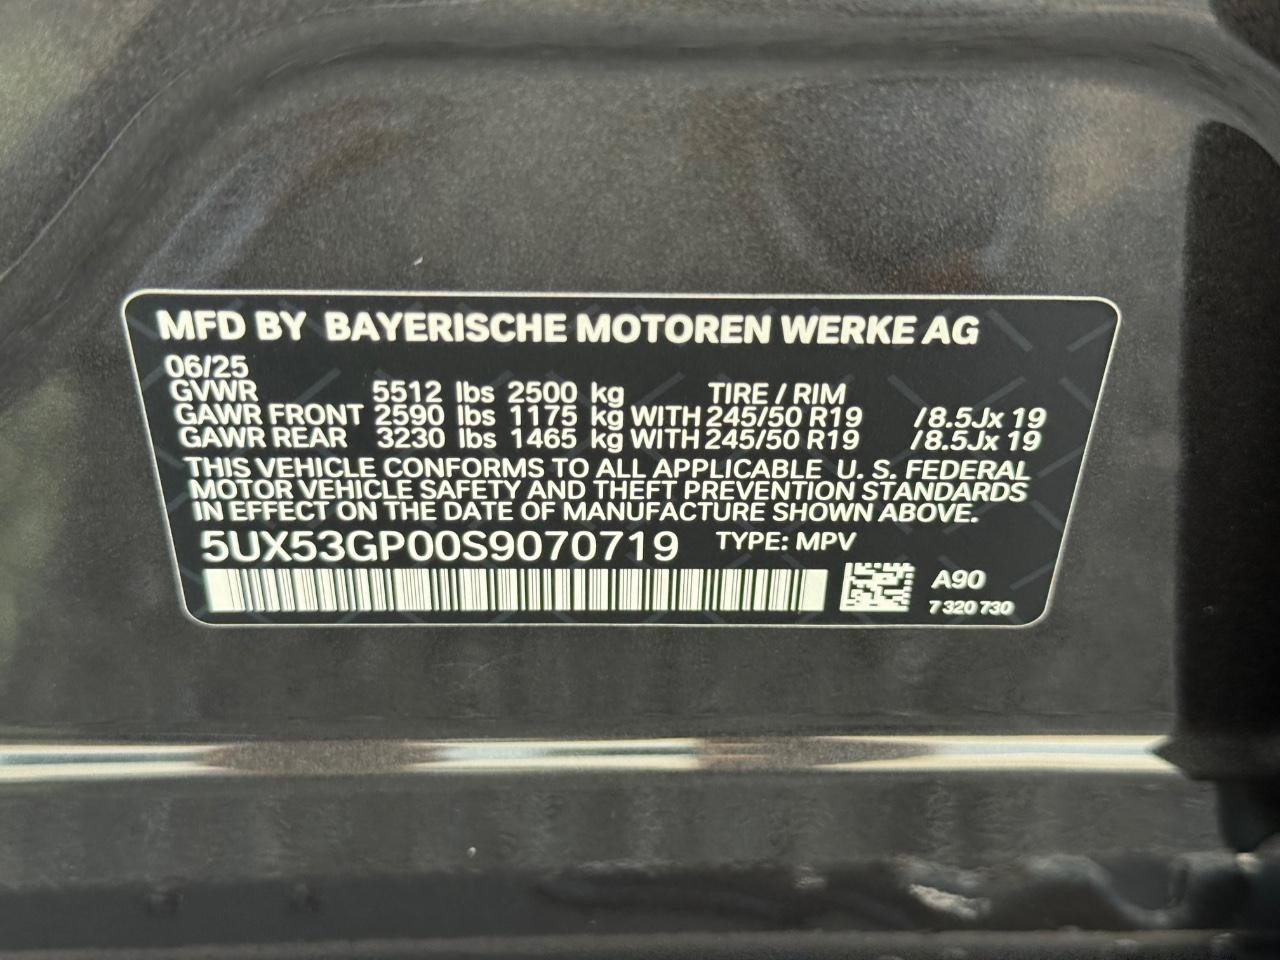 MFD BY BAYERISCHE MOTOREN WERKE AG
06/25
GVWR 5512 lbs 2500 kg TIRE / RIM
GAWR FRONT 2590 lbs 1175 kg WITH 245/50 R19 /8.5Jx 19
GAWR REAR 3230 lbs 1465 kg WITH 245/50 R19 /8.5Jx 19
THIS VEHICLE CONFORMS TO ALL APPLICABLE U. S. FEDERAL
MOTOR VEHICLE SAFETY AND THEFT PREVENTION STANDARDS
IN EFFECT ON THE DATE OF MANUFACTURE SHOWN ABOVE.
5UX53GP00S9070719 TYPE: MPV
A90
7 320 730